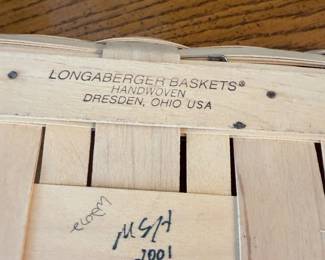 LONGABERGER BASKETS®
HANDWOVEN
DRESDEN, OHIO USA
2001